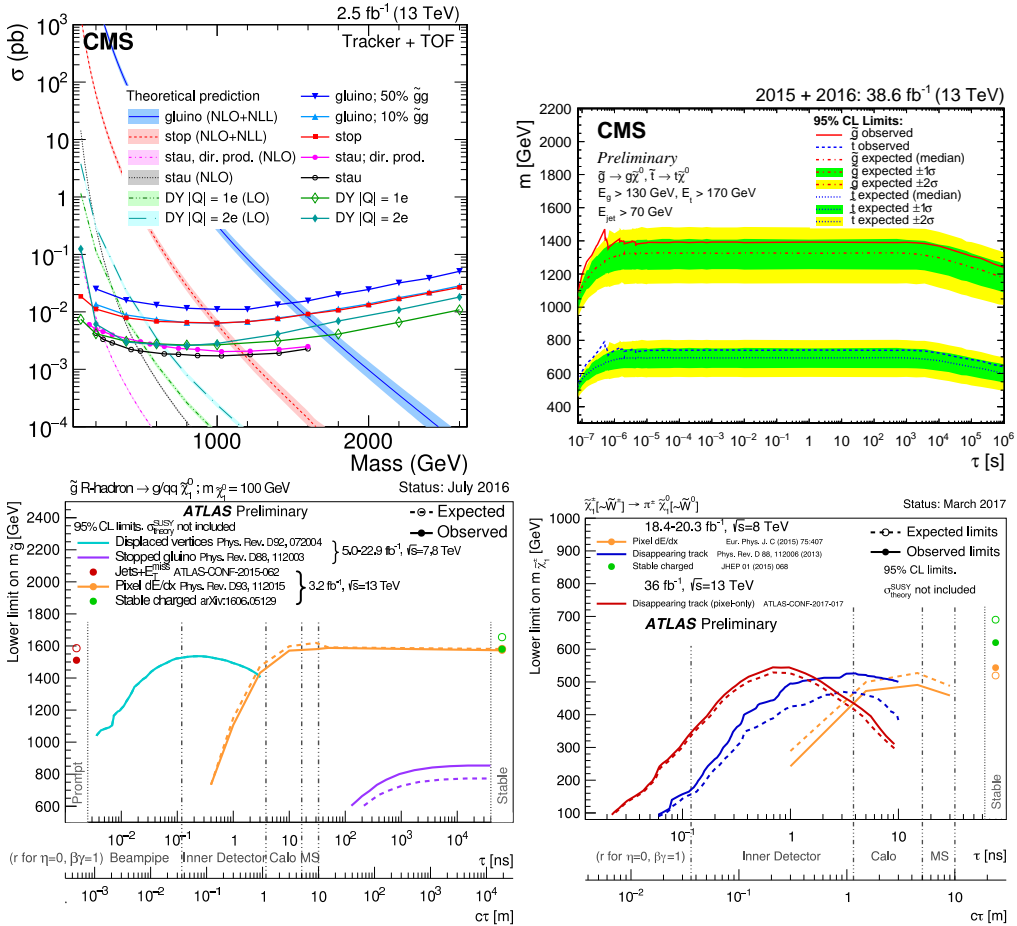 2.5 fb⁻¹ (13 TeV)
CMS
Tracker + TOF
σ (pb)
10³
10²
10
1
10⁻¹
10⁻²
10⁻³
10⁻⁴
Theoretical prediction
gluino (NLO+NLL)
stop (NLO+NLL)
stau, dir. prod. (NLO)
stau (NLO)
DY |Q| = 1e (LO)
DY |Q| = 2e (LO)
gluino; 50% g̃g
gluino; 10% g̃g
stop
stau; dir. prod.
stau
DY |Q| = 1e
DY |Q| = 2e
1000 2000
Mass (GeV)
2015 + 2016: 38.6 fb⁻¹ (13 TeV)
m [GeV]
2200
2000
1800
1600
1400
1200
1000
800
600
400
CMS
Preliminary
g̃ → gχ̃⁰, t̃ → tχ̃⁰
E_g > 130 GeV, E_t > 170 GeV
E_jet > 70 GeV
95% CL Limits:
g̃ observed
t̃ observed
g̃ expected (median)
g̃ expected ±1σ
g̃ expected ±2σ
t̃ expected (median)
t̃ expected ±1σ
t̃ expected ±2σ
10⁻⁷ 10⁻⁶ 10⁻⁵ 10⁻⁴ 10⁻³ 10⁻² 10⁻¹ 1 10 10² 10³ 10⁴ 10⁵ 10⁶
τ [s]
g̃ R-hadron → g/qq χ̃₁⁰ ; m χ̃₁⁰ = 100 GeV
Status: July 2016
Lower limit on m g̃ [GeV]
2400
2200
2000
1800
1600
1400
1200
1000
800
600
ATLAS Preliminary
Expected
Observed
95% CL limits. σ^SUSY_theory not included
Displaced vertices Phys. Rev. D92, 072004
Stopped gluino Phys. Rev. D88, 112003
5.0-22.9 fb⁻¹, √s=7,8 TeV
Jets+E_T^miss ATLAS-CONF-2015-062
Pixel dE/dx Phys. Rev. D93, 112015
Stable charged arXiv:1606.05129
3.2 fb⁻¹, √s=13 TeV
Prompt
Stable
10⁻² 10⁻¹ 1 10 10² 10³ 10⁴
τ [ns]
(r for η=0, βγ=1) Beampipe Inner Detector Calo MS
10⁻³ 10⁻² 10⁻¹ 1 10 10² 10³ 10⁴
cτ [m]
χ̃₁^±[~W̃^±] → π^± χ̃₁⁰[~W̃⁰]
Status: March 2017
Lower limit on m χ̃₁^± [GeV]
1000
900
800
700
600
500
400
300
200
100
18.4-20.3 fb⁻¹, √s=8 TeV
Pixel dE/dx Eur. Phys. J. C (2015) 75:407
Disappearing track Phys. Rev. D 88, 112006 (2013)
Stable charged JHEP 01 (2015) 068
36 fb⁻¹, √s=13 TeV
Disappearing track (pixel-only) ATLAS-CONF-2017-017
Expected limits
Observed limits
95% CL limits.
σ^SUSY_theory not included
ATLAS Preliminary
Stable
10⁻¹ 1 10
τ [ns]
(r for η=0, βγ=1) Inner Detector Calo MS
10⁻² 10⁻¹ 1 10
cτ [m]